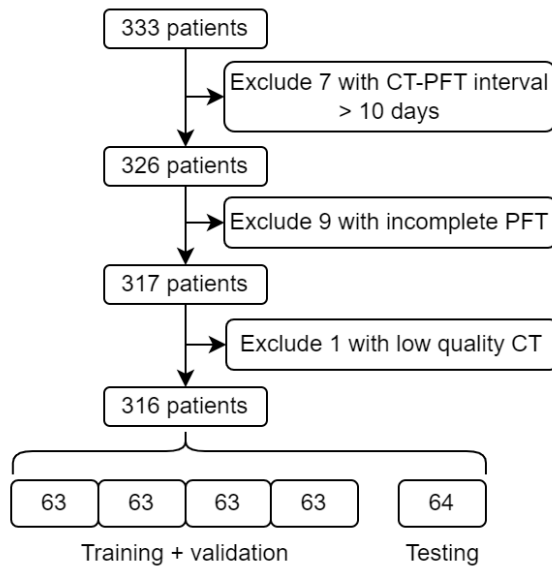 333 patients
Exclude 7 with CT-PFT interval
> 10 days
326 patients
Exclude 9 with incomplete PFT
317 patients
Exclude 1 with low quality CT
316 patients
63 63 63 63 64
Training + validation Testing